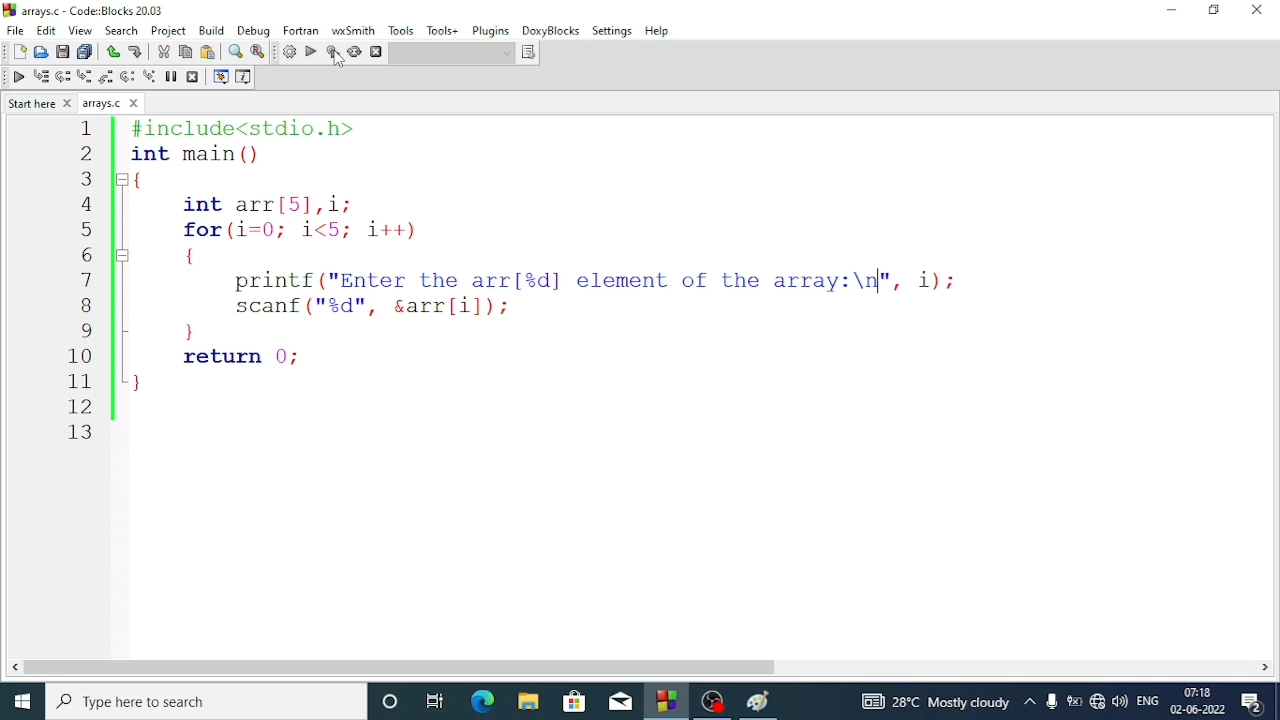 arrays.c - Code::Blocks 20.03
File Edit View Search Project Build Debug Fortran wxSmith Tools Tools+ Plugins DoxyBlocks Settings Help
Start here arrays.c
1 #include<stdio.h>
2 int main()
3 {
4 int arr[5],i;
5 for(i=0; i<5; i++)
6 {
7 printf("Enter the arr[%d] element of the array:\n", i);
8 scanf("%d", &arr[i]);
9 }
10 return 0;
11 }
12
13
Type here to search 28°C Mostly cloudy ENG 07:18
02-06-2022 2